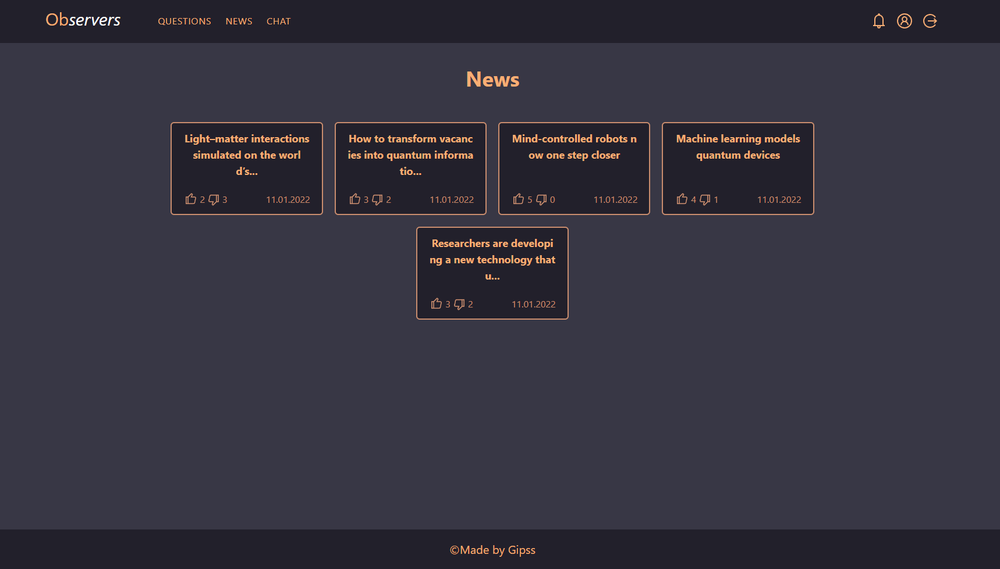 Observers
QUESTIONS NEWS CHAT
News
Light–matter interactions
simulated on the worl
d’s...
2 3 11.01.2022
How to transform vacanc
ies into quantum informa
tio...
3 2 11.01.2022
Mind-controlled robots n
ow one step closer
5 0 11.01.2022
Machine learning models
quantum devices
4 1 11.01.2022
Researchers are developi
ng a new technology that
u...
3 2 11.01.2022
©Made by Gipss